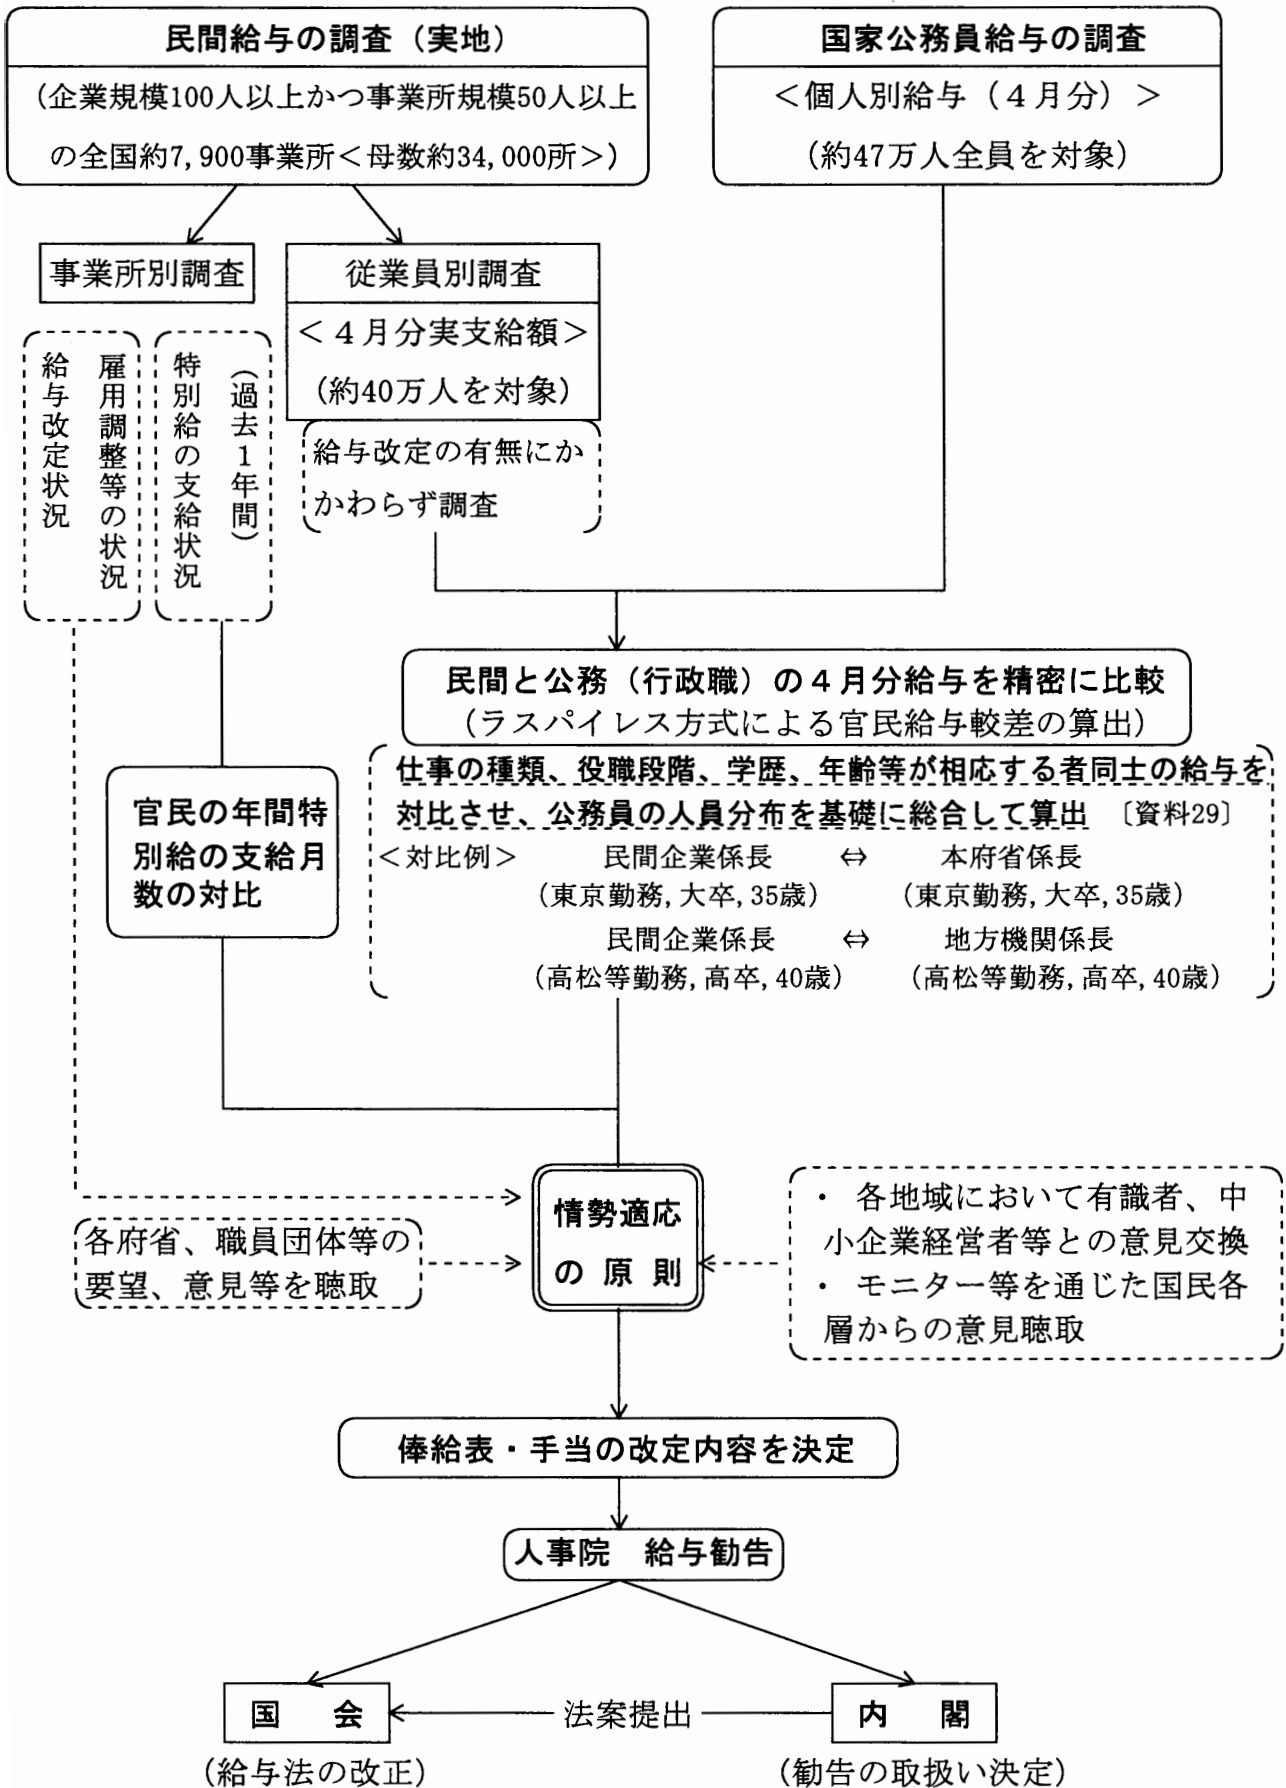 民間給与の調査（実地）
（企業規模100人以上かつ事業所規模50人以上
の全国約7,900事業所＜母数約34,000所＞）
国家公務員給与の調査
＜個人別給与（４月分）＞
（約47万人全員を対象）
事業所別調査
従業員別調査
＜４月分実支給額＞
（約40万人を対象）
給与改定の有無にか
かわらず調査
雇用調整等の状況
給与改定状況
（過去１年間）
特別給の支給状況
民間と公務（行政職）の４月分給与を精密に比較
（ラスパイレス方式による官民給与較差の算出）
仕事の種類、役職段階、学歴、年齢等が相応する者同士の給与を
対比させ、公務員の人員分布を基礎に総合して算出 〔資料29〕
＜対比例＞ 民間企業係長 ⇔ 本府省係長
（東京勤務,大卒,35歳） （東京勤務,大卒,35歳）
民間企業係長 ⇔ 地方機関係長
（高松等勤務,高卒,40歳） （高松等勤務,高卒,40歳）
官民の年間特
別給の支給月
数の対比
情勢適応
の原則
各府省、職員団体等の
要望、意見等を聴取
・ 各地域において有識者、中
小企業経営者等との意見交換
・ モニター等を通じた国民各
層からの意見聴取
俸給表・手当の改定内容を決定
人事院 給与勧告
国 会
法案提出
内 閣
（給与法の改正）
（勧告の取扱い決定）